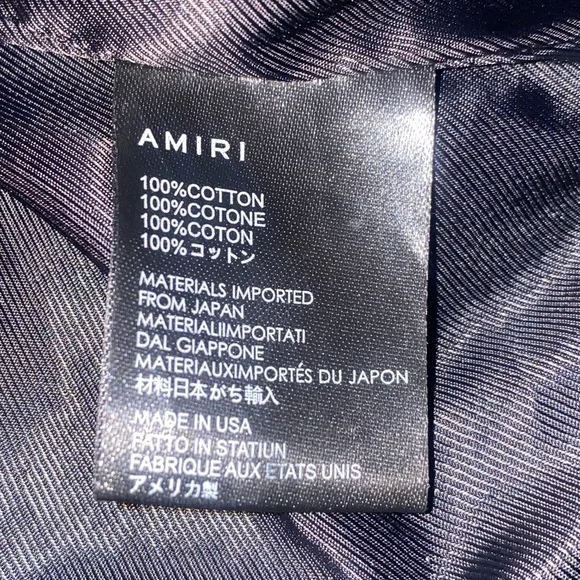 AMIRI
100%COTTON
100%COTONE
100%COTON
100%コットン
MATERIALS IMPORTED
FROM JAPAN
MATERIALIIMPORTATI
DAL GIAPPONE
MATERIAUXIMPORTÉS DU JAPON
材料日本がち輸入
MADE IN USA
FATTO IN STATIUN
FABRIQUE AUX ETATS UNIS
アメリカ製